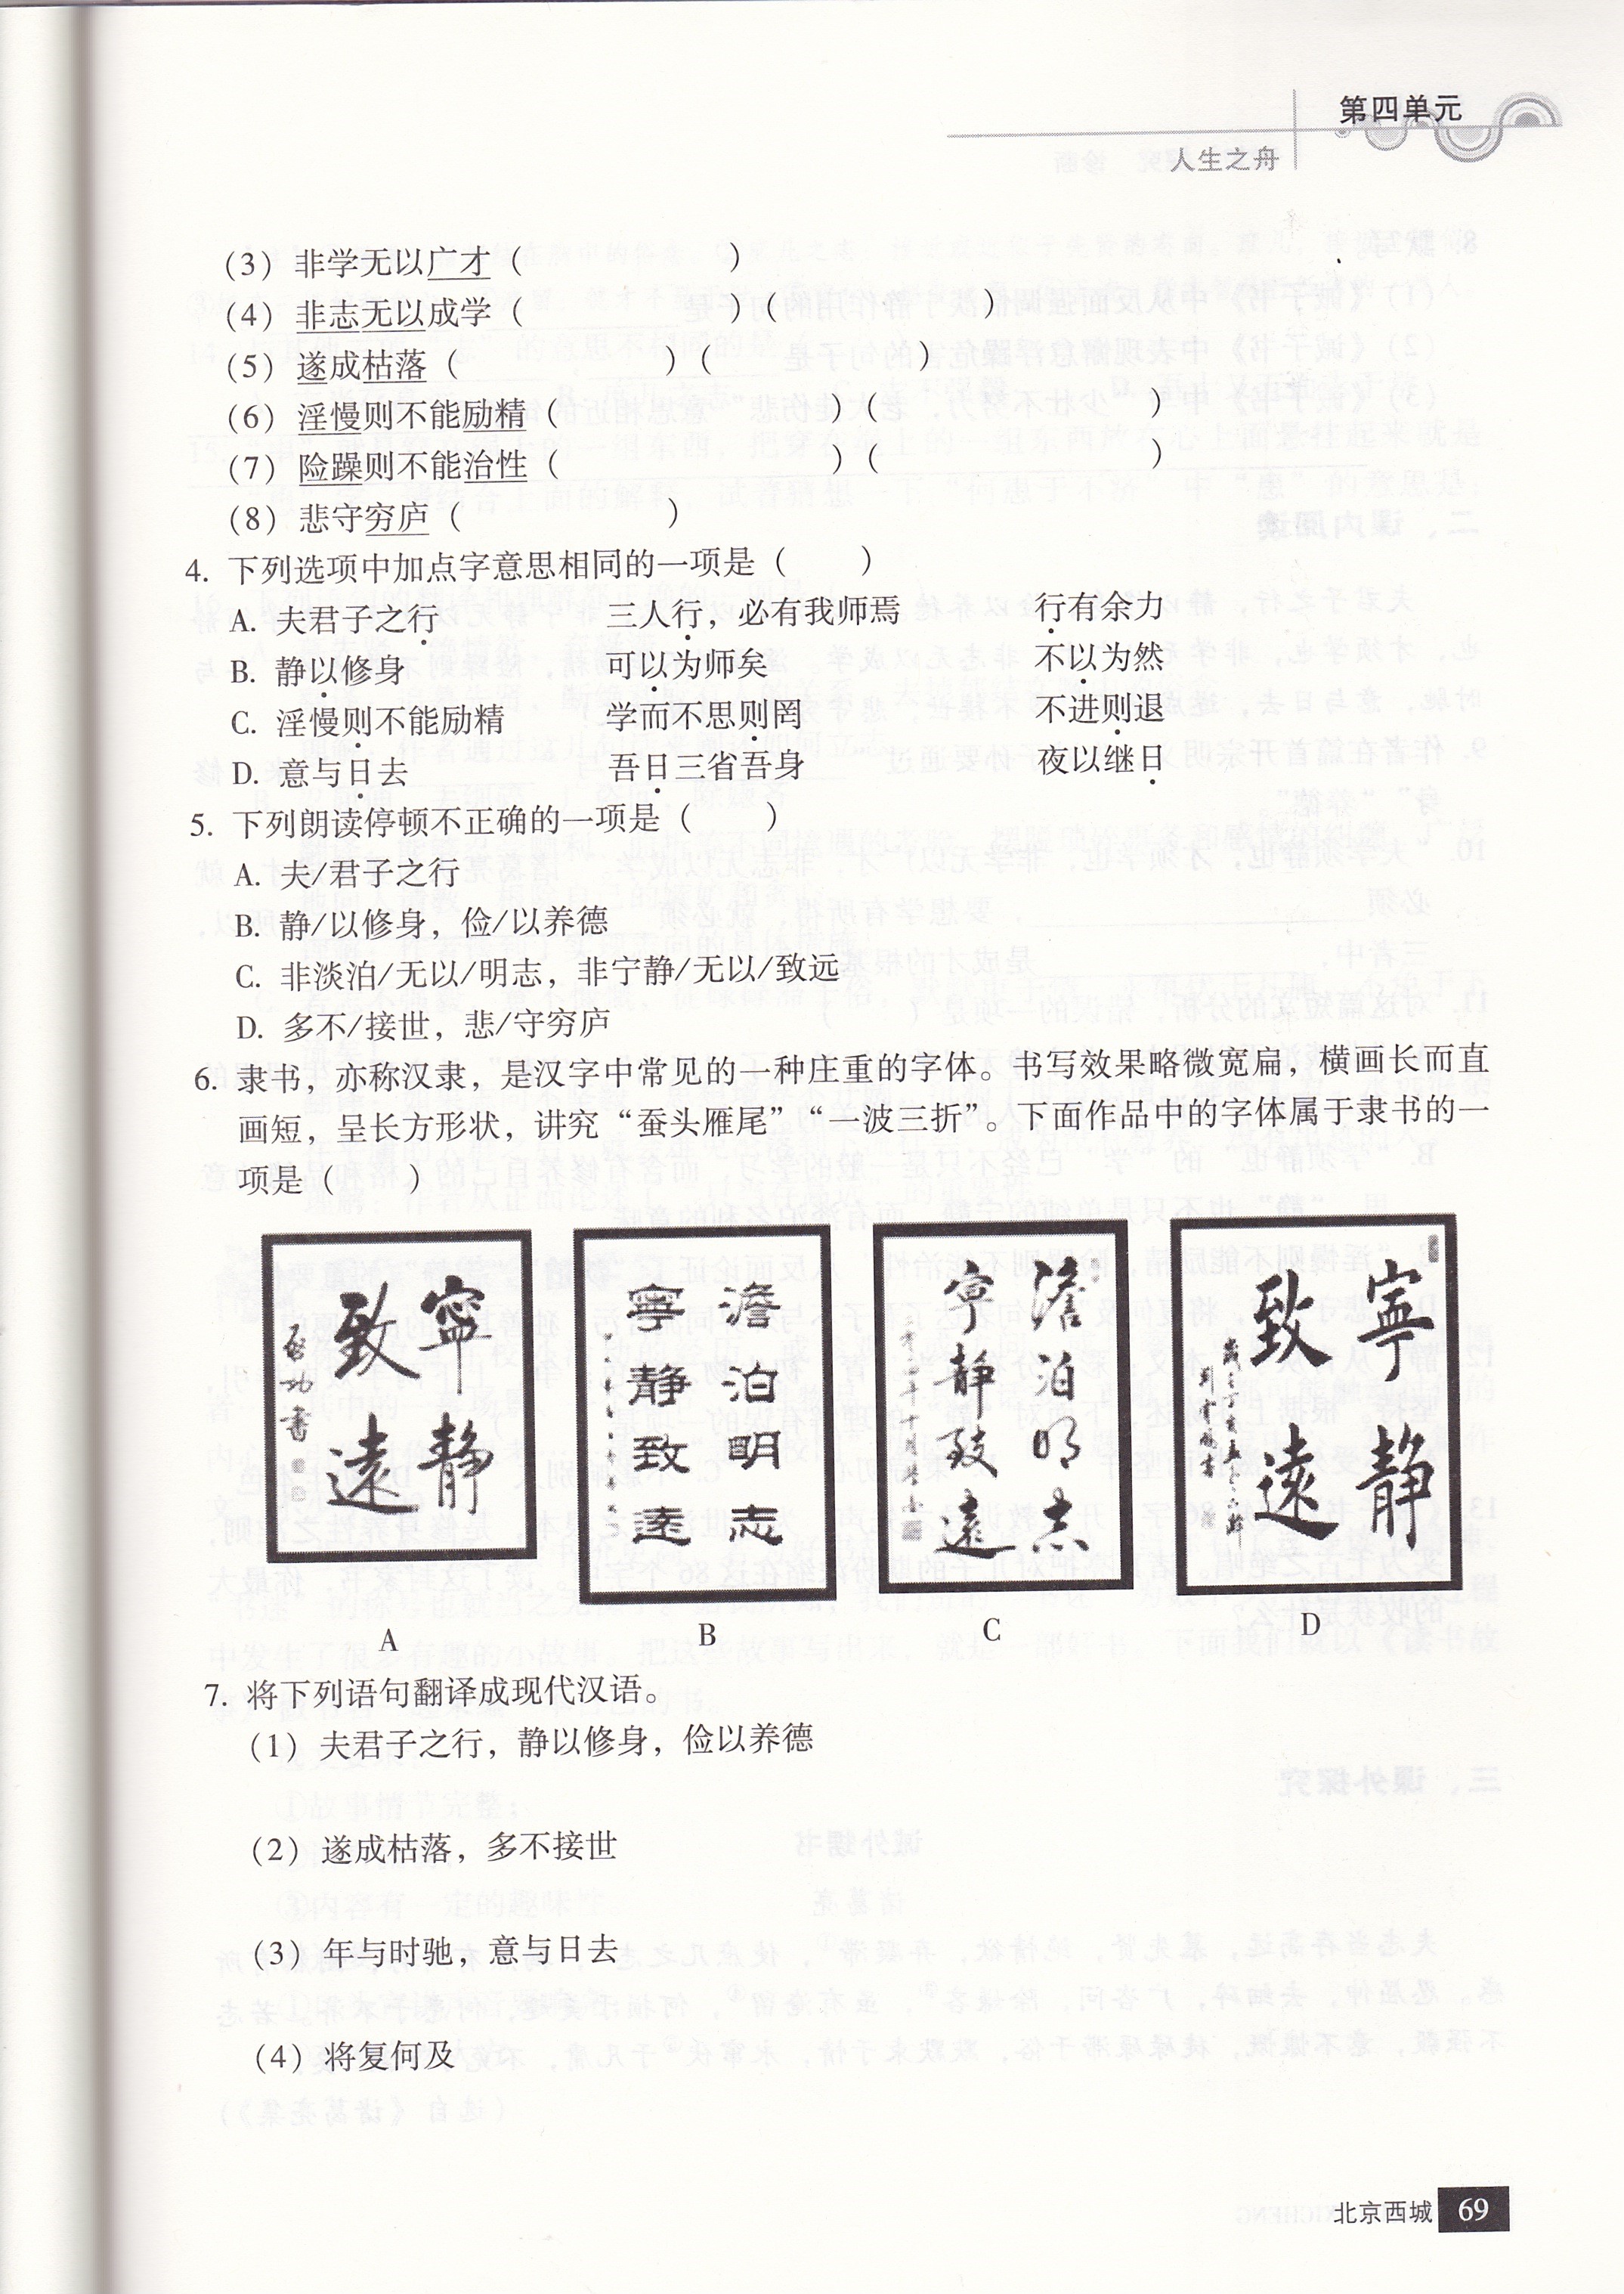 第四单元
人生之舟
（3）非学无以广才（　　）
（4）非志无以成学（　　）（　　）
（5）遂成枯落（　　）（　　）
（6）淫慢则不能励精（　　）（　　）
（7）险躁则不能治性（　　）（　　）
（8）悲守穷庐（　　）
4. 下列选项中加点字意思相同的一项是（　　）
A. 夫君子之行　三人行，必有我师焉　行有余力
B. 静以修身　可以为师矣　不以为然
C. 淫慢则不能励精　学而不思则罔　不进则退
D. 意与日去　吾日三省吾身　夜以继日
5. 下列朗读停顿不正确的一项是（　　）
A. 夫/君子之行
B. 静/以修身，俭/以养德
C. 非淡泊/无以/明志，非宁静/无以/致远
D. 多不/接世，悲/守穷庐
6. 隶书，亦称汉隶，是汉字中常见的一种庄重的字体。书写效果略微宽扁，横画长而直
画短，呈长方形状，讲究“蚕头雁尾”“一波三折”。下面作品中的字体属于隶书的一
项是（　　）
寧静
致遠
启功書
A
澹泊明志
寧静致遠
B
澹泊明志
寧静致遠
C
寧静
致遠
D
7. 将下列语句翻译成现代汉语。
（1）夫君子之行，静以修身，俭以养德
（2）遂成枯落，多不接世
（3）年与时驰，意与日去
（4）将复何及
北京西城 69